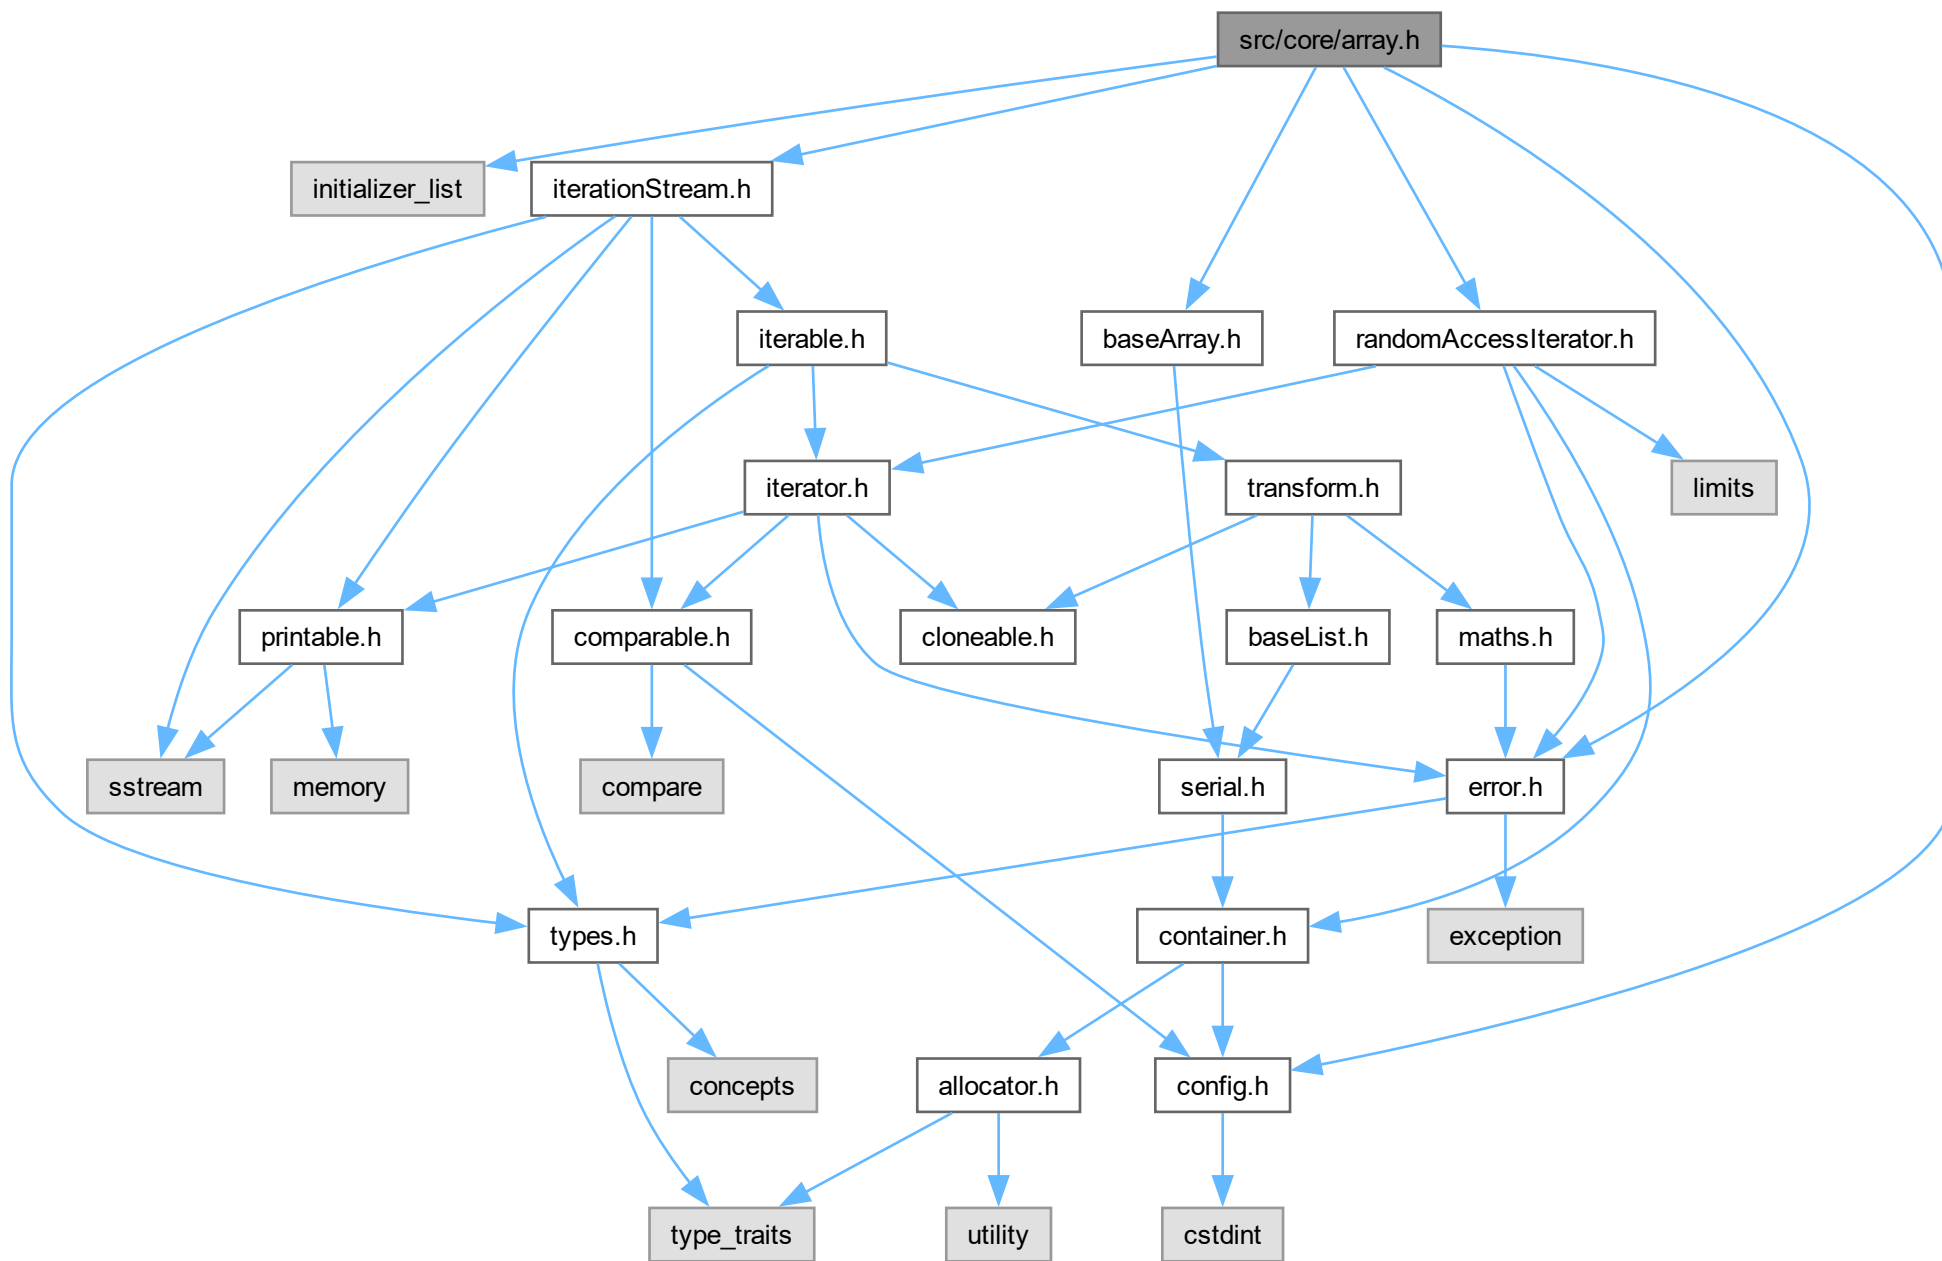 src/core/array.h
initializer_list
iterationStream.h
iterable.h
baseArray.h
randomAccessIterator.h
iterator.h
transform.h
limits
printable.h
comparable.h
cloneable.h
baseList.h
maths.h
sstream
memory
compare
serial.h
error.h
types.h
container.h
exception
concepts
allocator.h
config.h
type_traits
utility
cstdint